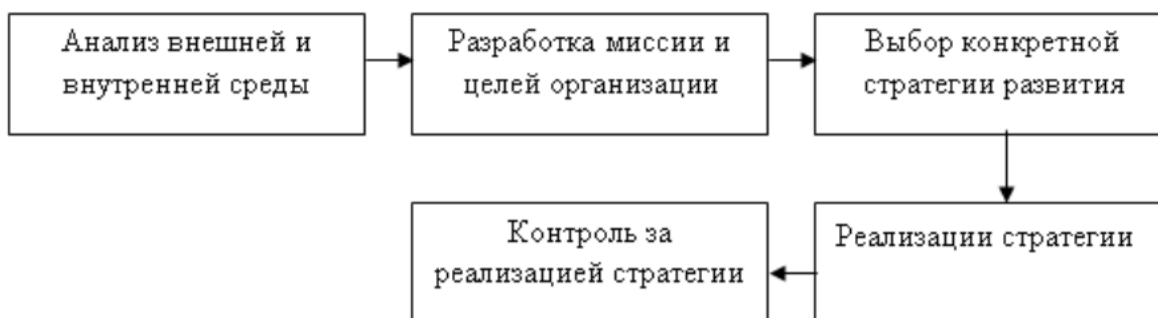 Анализ внешней и
внутренней среды
Разработка миссии и
целей организации
Выбор конкретной
стратегии развития
Реализации стратегии
Контроль за
реализацией стратегии